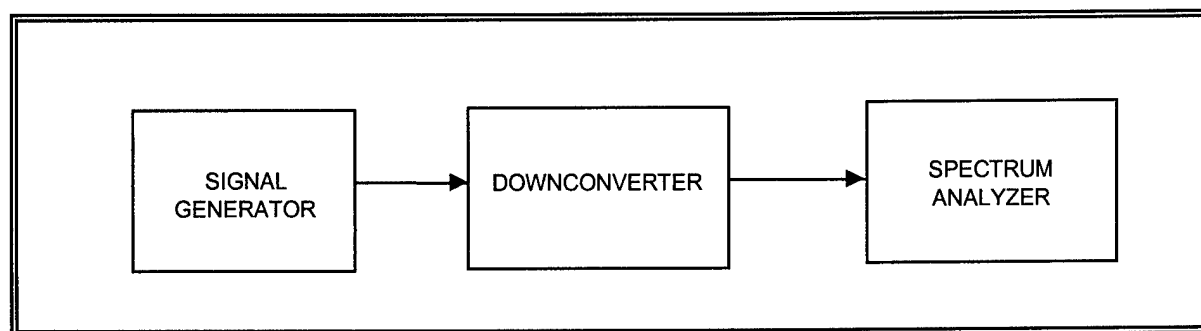 SIGNAL
GENERATOR
DOWNCONVERTER
SPECTRUM
ANALYZER